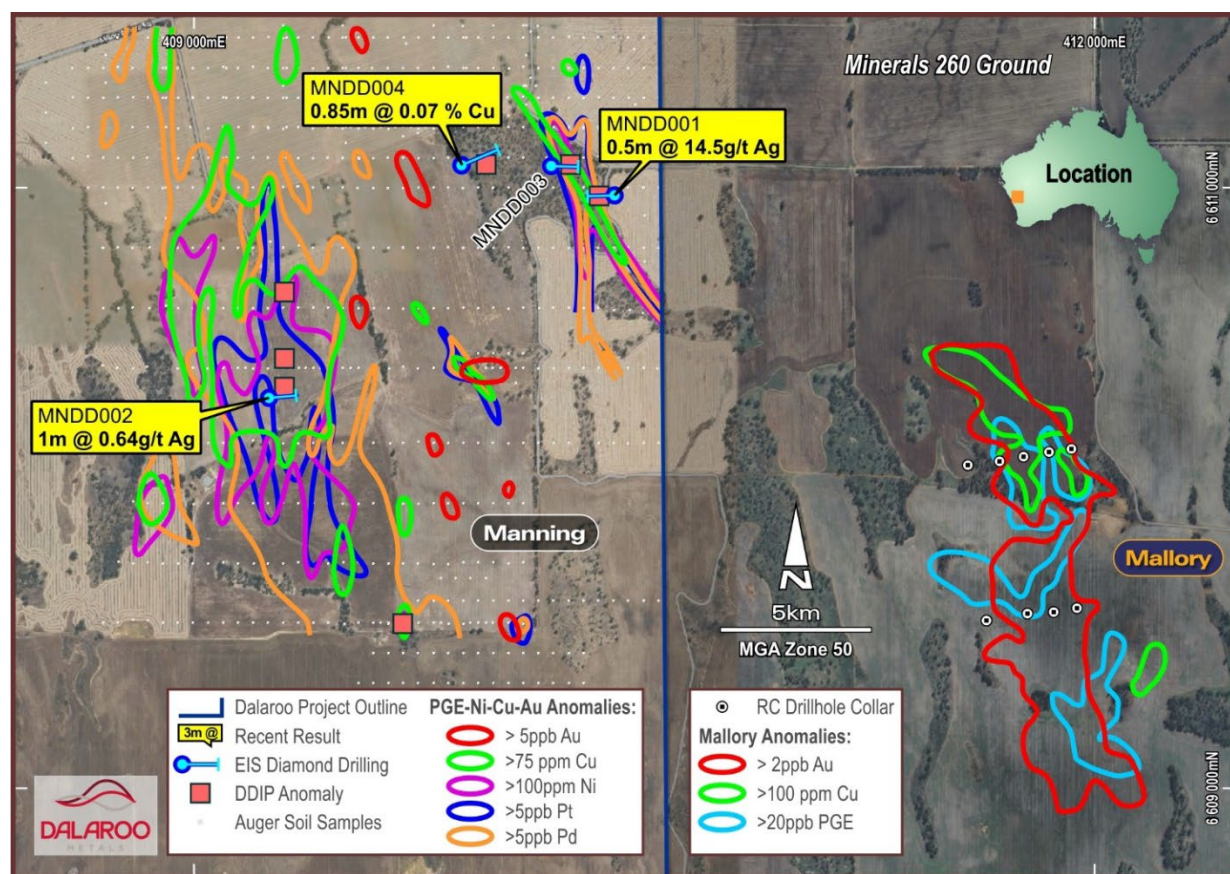 409 000mE
412 000mE
Minerals 260 Ground
MNDD004
0.85m @ 0.07 % Cu
MNDD001
0.5m @ 14.5g/t Ag
MNDD003
Location
6 611 000mN
MNDD002
1m @ 0.64g/t Ag
Manning
Mallory
N
5km
MGA Zone 50
Dalaroo Project Outline
3m @
Recent Result
EIS Diamond Drilling
DDIP Anomaly
Auger Soil Samples
PGE-Ni-Cu-Au Anomalies:
> 5ppb Au
>75 ppm Cu
>100ppm Ni
>5ppb Pt
>5ppb Pd
RC Drillhole Collar
Mallory Anomalies:
> 2ppb Au
>100 ppm Cu
>20ppb PGE
6 609 000mN
DALAROO
METALS